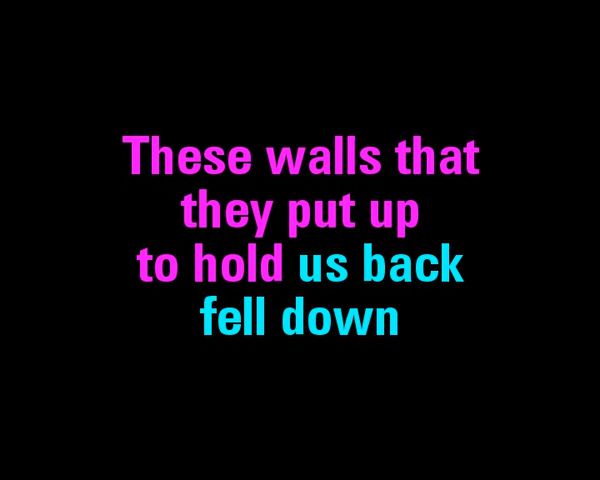 These walls that
they put up
to hold us back
fell down